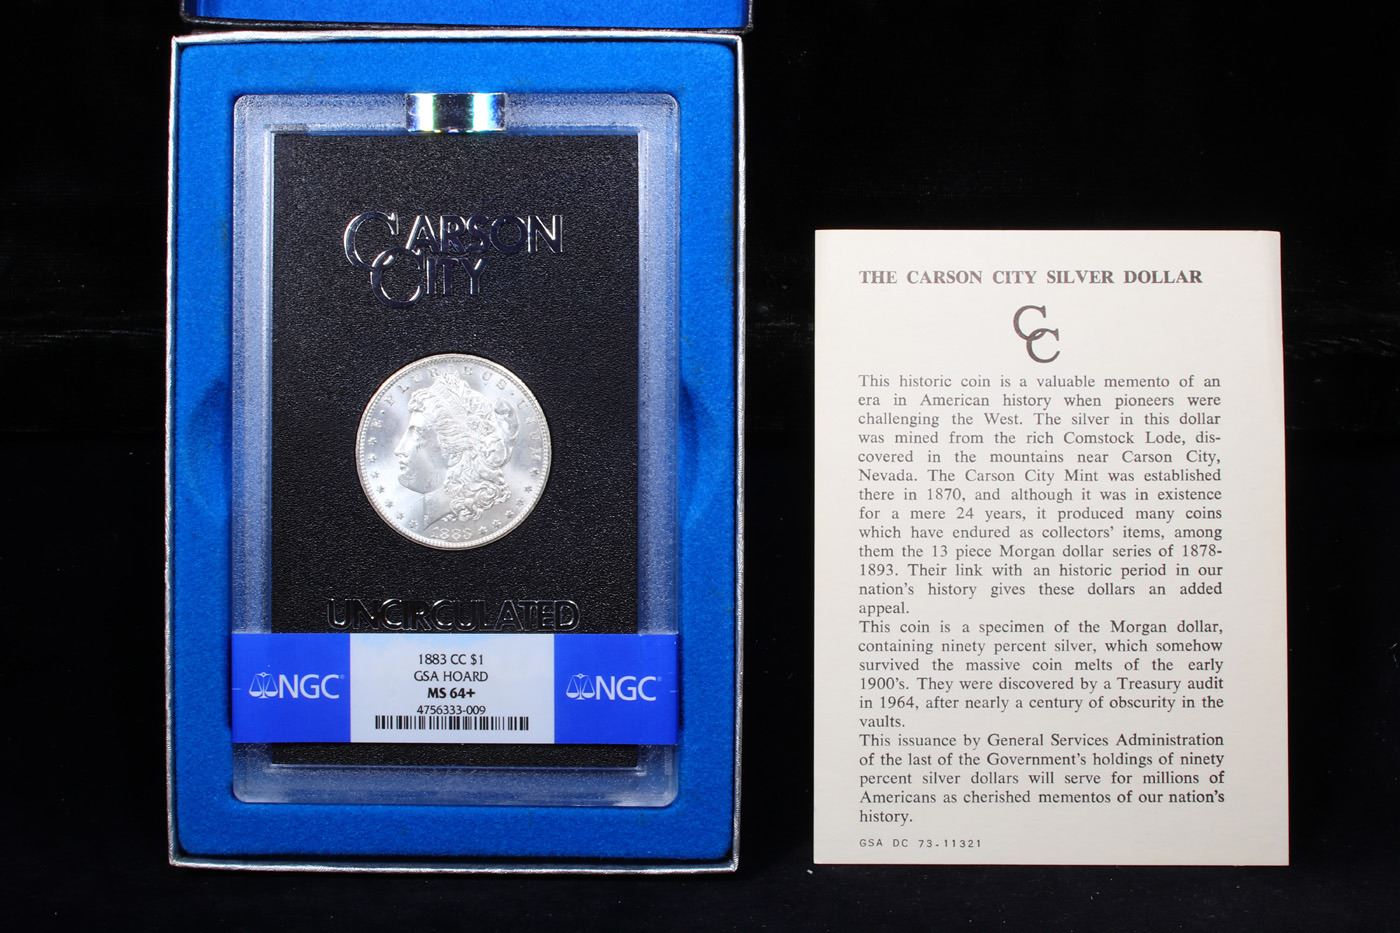 CARSON
CITY
E·PLURIBUS·UNUM
1883
UNCIRCULATED
NGC
1883 CC $1
GSA HOARD
MS 64+
4756333-009
NGC
THE CARSON CITY SILVER DOLLAR
CC
This historic coin is a valuable memento of an
era in American history when pioneers were
challenging the West. The silver in this dollar
was mined from the rich Comstock Lode, dis-
covered in the mountains near Carson City,
Nevada. The Carson City Mint was established
there in 1870, and although it was in existence
for a mere 24 years, it produced many coins
which have endured as collectors' items, among
them the 13 piece Morgan dollar series of 1878-
1893. Their link with an historic period in our
nation's history gives these dollars an added
appeal.
This coin is a specimen of the Morgan dollar,
containing ninety percent silver, which somehow
survived the massive coin melts of the early
1900's. They were discovered by a Treasury audit
in 1964, after nearly a century of obscurity in the
vaults.
This issuance by General Services Administration
of the last of the Government's holdings of ninety
percent silver dollars will serve for millions of
Americans as cherished mementos of our nation's
history.
GSA DC 73-11321